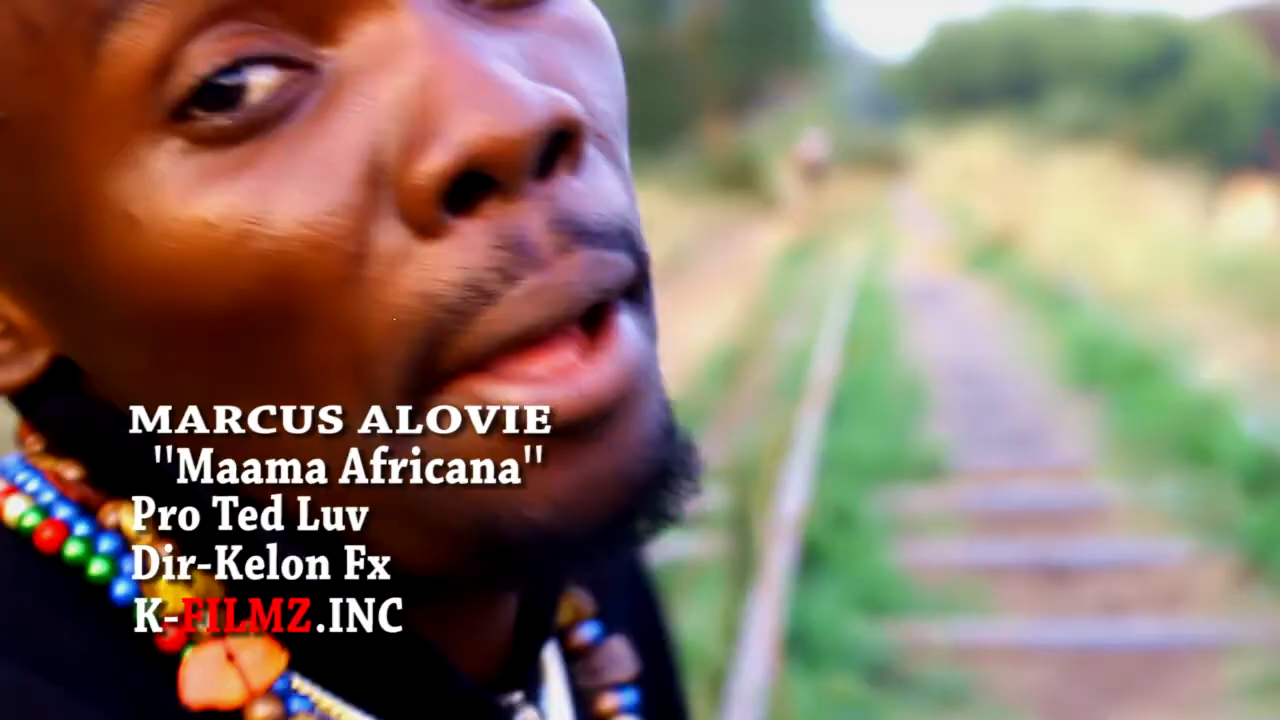 MARCUS ALOVIE
"Maama Africana"
Pro Ted Luv
Dir-Kelon Fx
K-FILMZ.INC